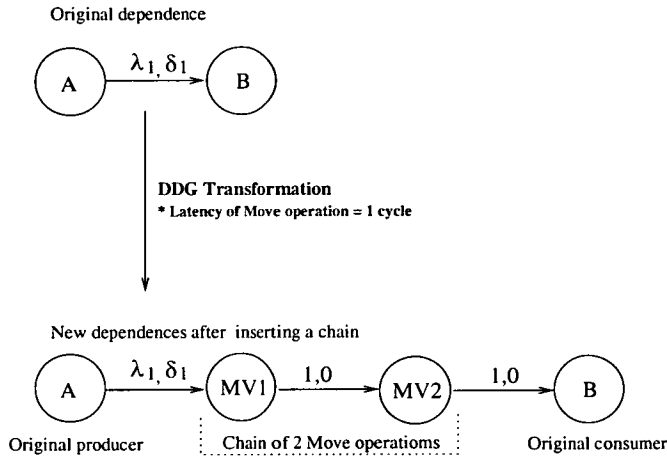 Original dependence
A
λ1, δ1
B
DDG Transformation
* Latency of Move operation = 1 cycle
New dependences after inserting a chain
A
λ1, δ1
MV1
1,0
MV2
1,0
B
Original producer
Chain of 2 Move operatioms
Original consumer